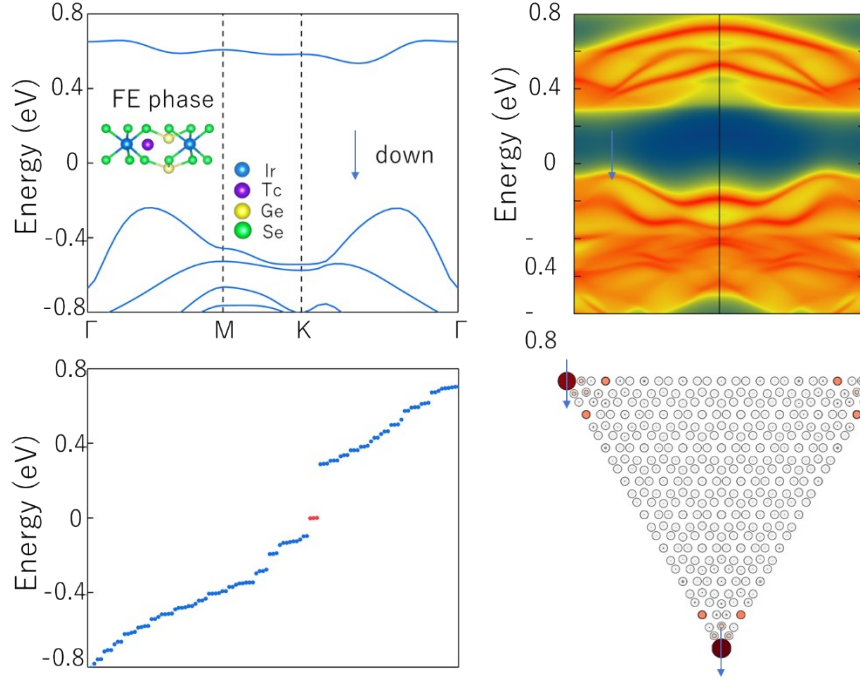 Energy (eV)
0.8
0.4
0
-0.4
-0.8
FE phase
Ir
Tc
Ge
Se
down
Γ
M
K
Γ
Energy (eV)
0.8
0.4
0
-
0.4
-
0.8
Energy (eV)
0.8
0.4
0
-0.4
-0.8